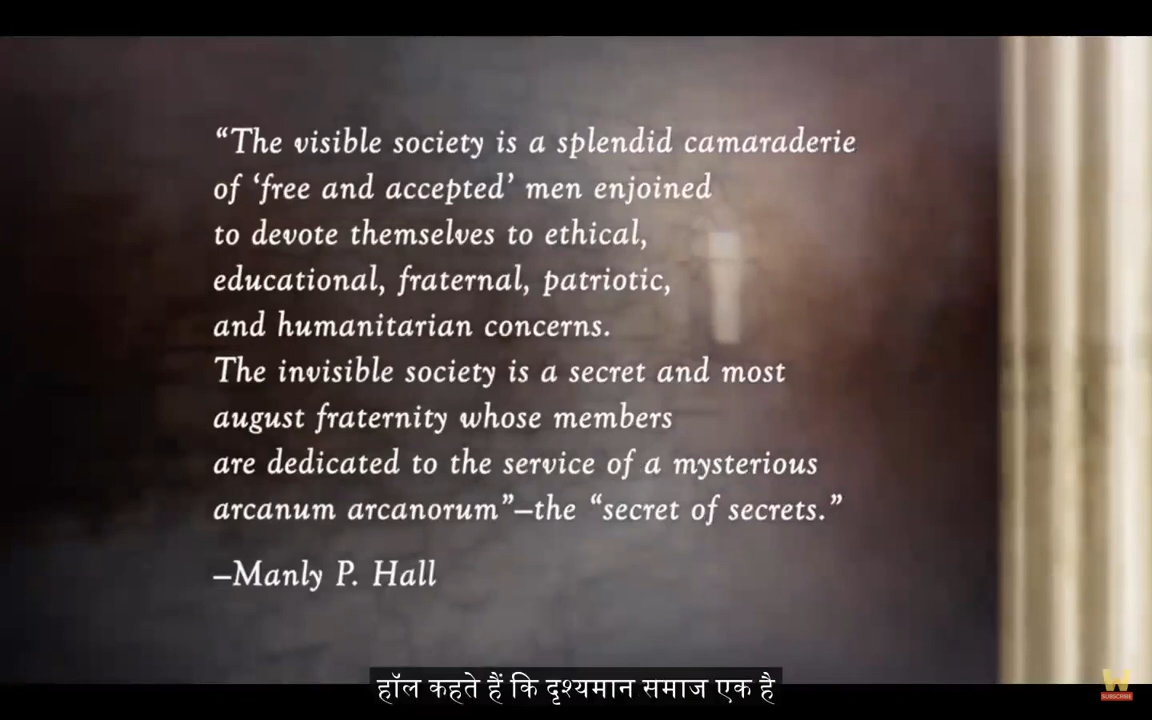 “The visible society is a splendid camaraderie
of ‘free and accepted’ men enjoined
to devote themselves to ethical,
educational, fraternal, patriotic,
and humanitarian concerns.
The invisible society is a secret and most
august fraternity whose members
are dedicated to the service of a mysterious
arcanum arcanorum”—the “secret of secrets.”
—Manly P. Hall
हॉल कहते हैं कि दृश्यमान समाज एक है
W
SUBSCRIBE